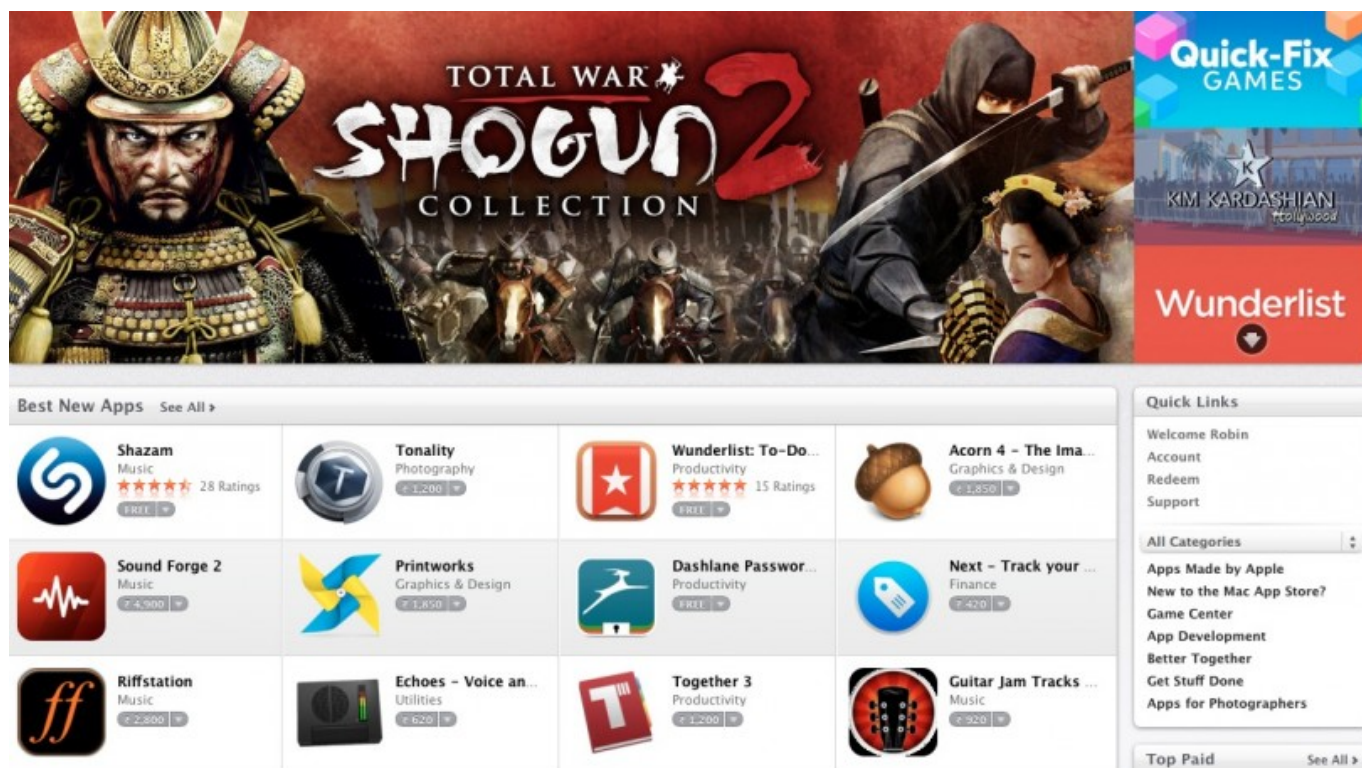 TOTAL WAR
SHOGUN 2
COLLECTION
Quick-Fix
GAMES
K
KIM KARDASHIAN
Hollywood
Wunderlist
Best New Apps See All ›
Shazam
Music
28 Ratings
FREE
Tonality
Photography
₹ 1,200
Wunderlist: To-Do...
Productivity
15 Ratings
FREE
Acorn 4 – The Ima...
Graphics & Design
₹ 1,850
Sound Forge 2
Music
₹ 4,900
Printworks
Graphics & Design
₹ 1,850
Dashlane Passwor...
Productivity
FREE
Next – Track your ...
Finance
₹ 420
Riffstation
Music
₹ 2,800
Echoes – Voice an...
Utilities
₹ 620
Together 3
Productivity
₹ 1,200
Guitar Jam Tracks ...
Music
₹ 920
Quick Links
Welcome Robin
Account
Redeem
Support
All Categories
Apps Made by Apple
New to the Mac App Store?
Game Center
App Development
Better Together
Get Stuff Done
Apps for Photographers
Top Paid See All ›